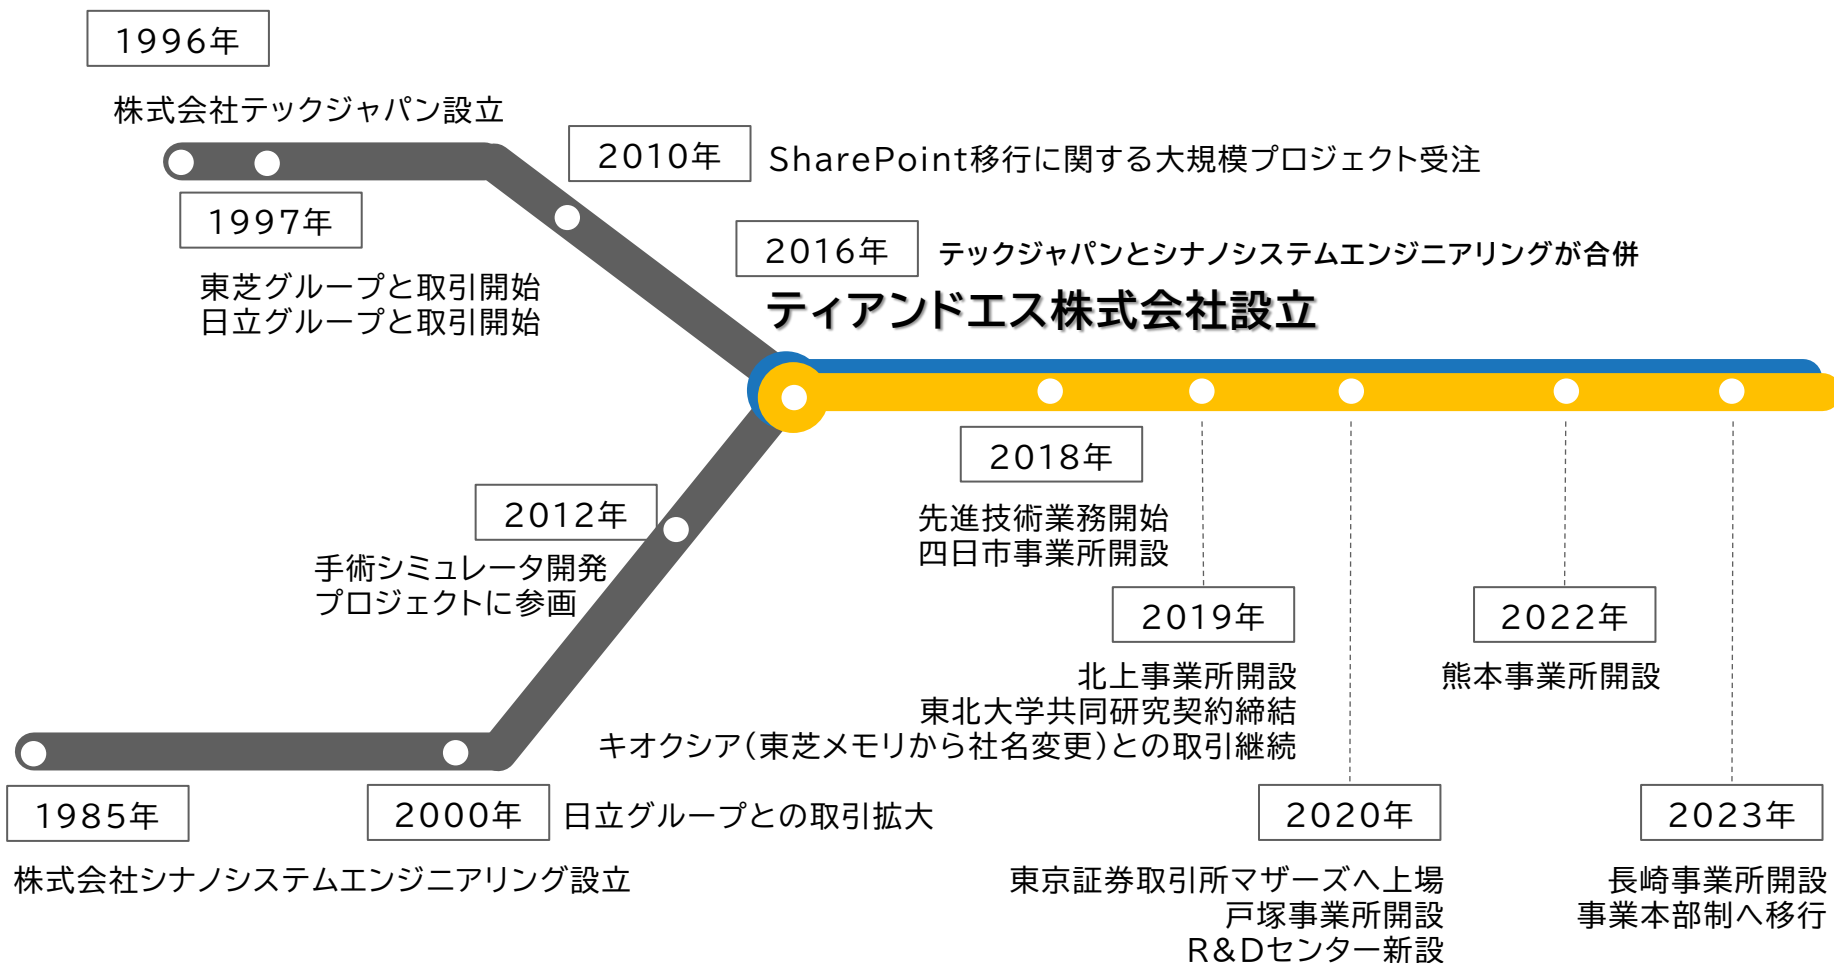 1996年
株式会社テックジャパン設立
1997年
東芝グループと取引開始
日立グループと取引開始
2010年
SharePoint移行に関する大規模プロジェクト受注
2016年
テックジャパンとシナノシステムエンジニアリングが合併
ティアンドエス株式会社設立
2012年
手術シミュレータ開発
プロジェクトに参画
1985年
株式会社シナノシステムエンジニアリング設立
2000年
日立グループとの取引拡大
2018年
先進技術業務開始
四日市事業所開設
2019年
北上事業所開設
東北大学共同研究契約締結
キオクシア(東芝メモリから社名変更)との取引継続
2020年
東京証券取引所マザーズへ上場
戸塚事業所開設
R&Dセンター新設
2022年
熊本事業所開設
2023年
長崎事業所開設
事業本部制へ移行